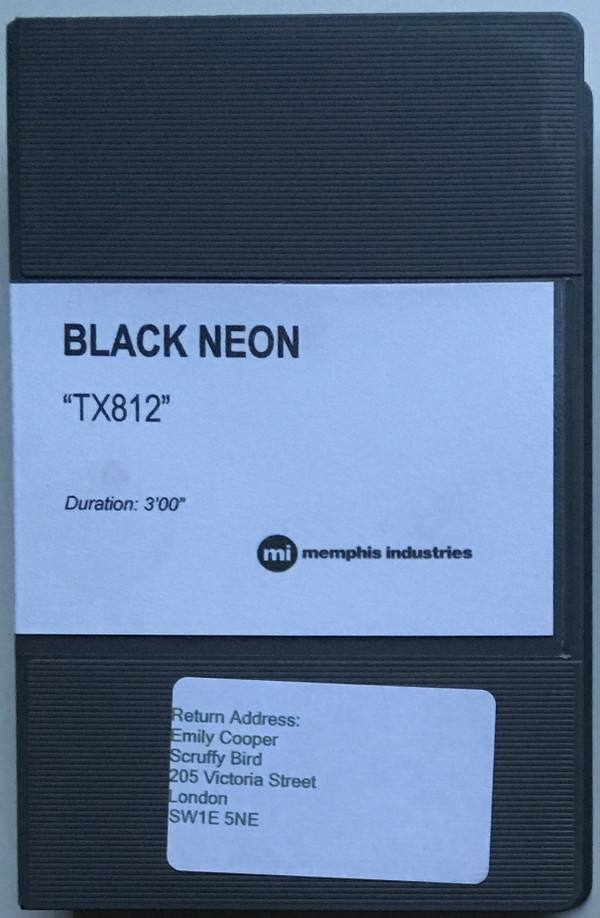 BLACK NEON
“TX812”
Duration: 3'00”
mi memphis industries
Return Address:
Emily Cooper
Scruffy Bird
205 Victoria Street
London
SW1E 5NE